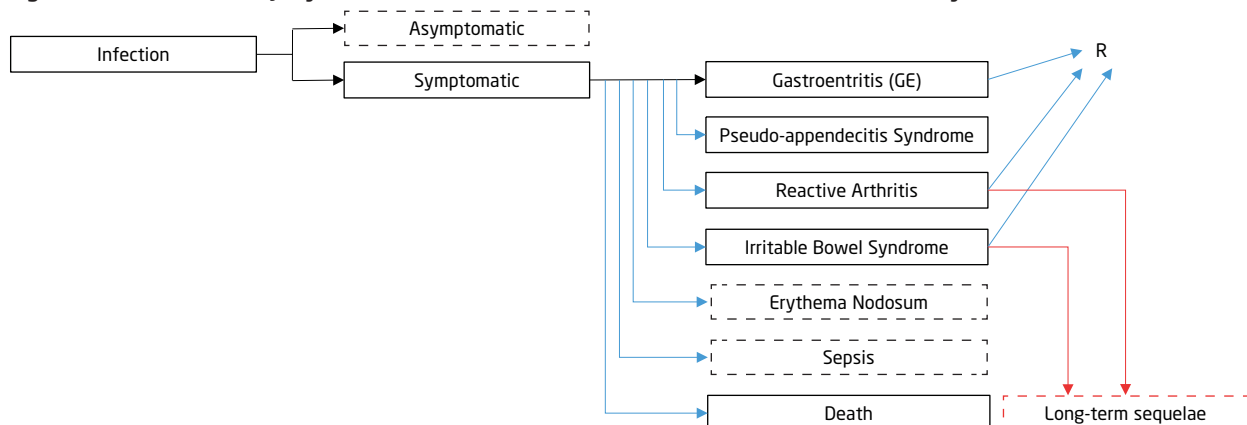 Asymptomatic
Infection
R
Symptomatic
Gastroentritis (GE)
Pseudo-appendecitis Syndrome
Reactive Arthritis
Irritable Bowel Syndrome
Erythema Nodosum
Sepsis
Death
Long-term sequelae